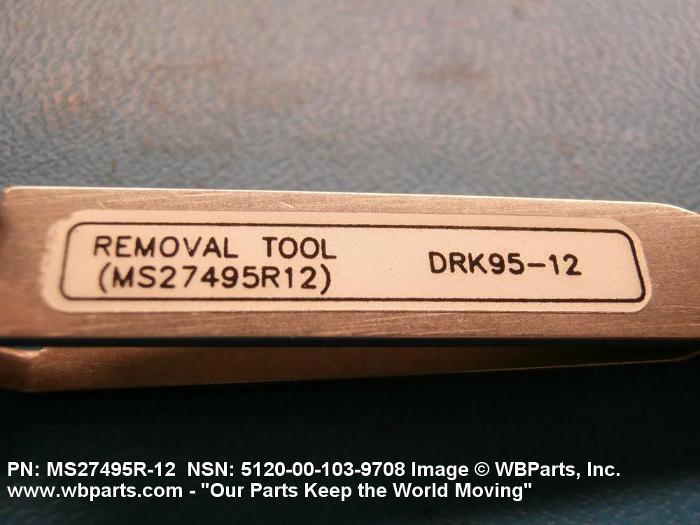 REMOVAL TOOL DRK95-12
(MS27495R12)
PN: MS27495R-12 NSN: 5120-00-103-9708 Image © WBParts, Inc.
www.wbparts.com - "Our Parts Keep the World Moving"